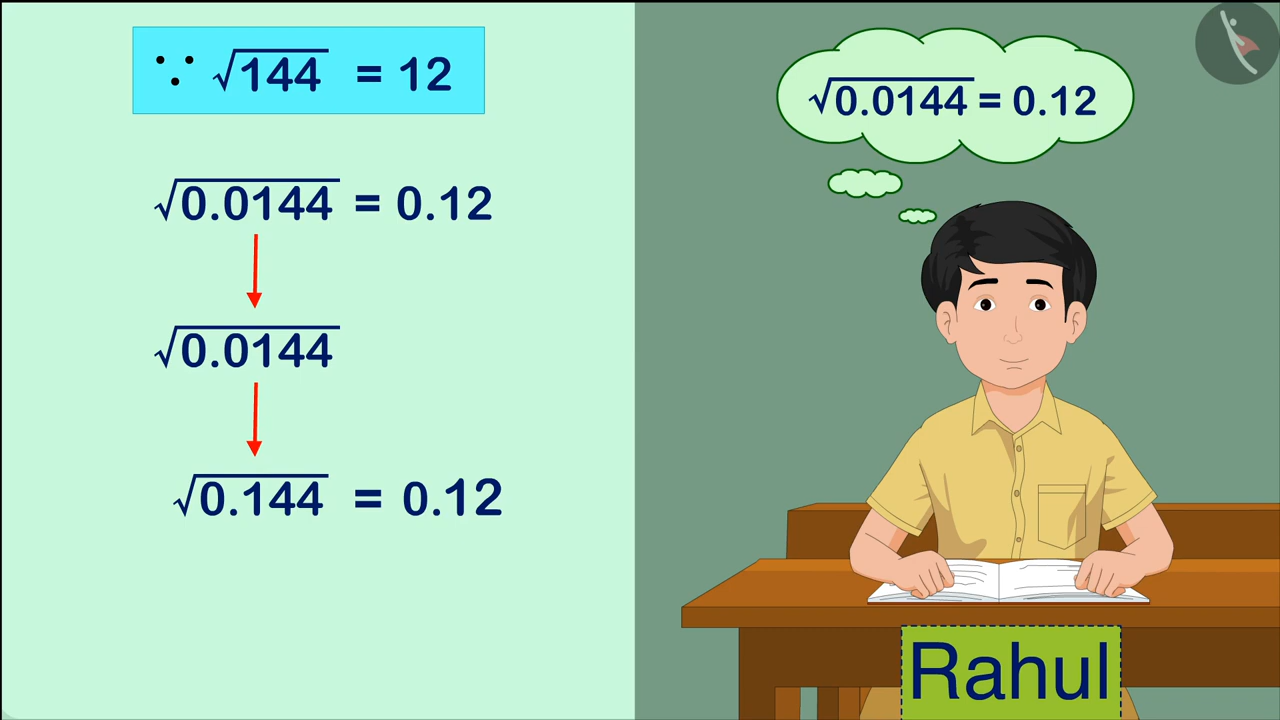 ∵ √144 = 12
√0.0144 = 0.12
√0.0144
√0.144 = 0.12
√0.0144 = 0.12
Rahul